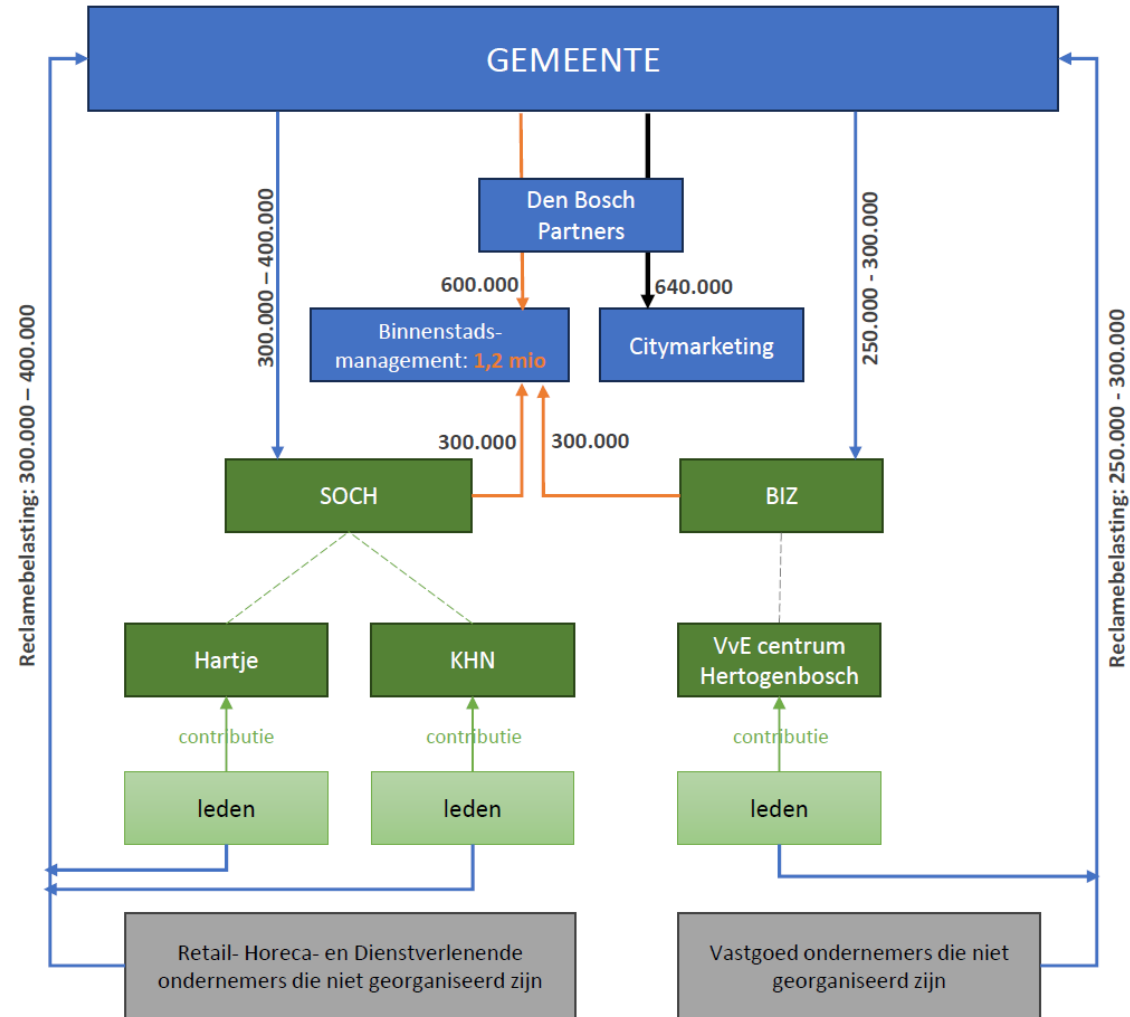 GEMEENTE
Den Bosch
Partners
300.000 – 400.000
250.000 - 300.000
600.000
640.000
Binnenstads-
management: 1,2 mio
Citymarketing
Reclamebelasting: 300.000 – 400.000
Reclamebelasting: 250.000 - 300.000
300.000
300.000
SOCH
BIZ
Hartje
KHN
VvE centrum
Hertogenbosch
contributie
contributie
contributie
leden
leden
leden
Retail- Horeca- en Dienstverlenende
ondernemers die niet georganiseerd zijn
Vastgoed ondernemers die niet
georganiseerd zijn